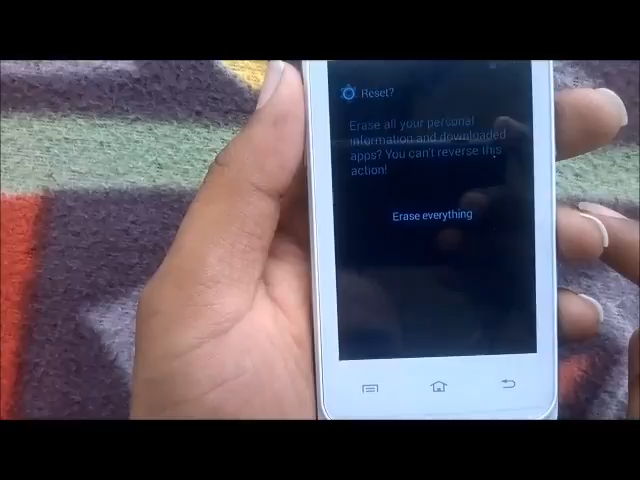 Reset?
Erase all your personal
information and downloaded
apps? You can't reverse this
action!
Erase everything